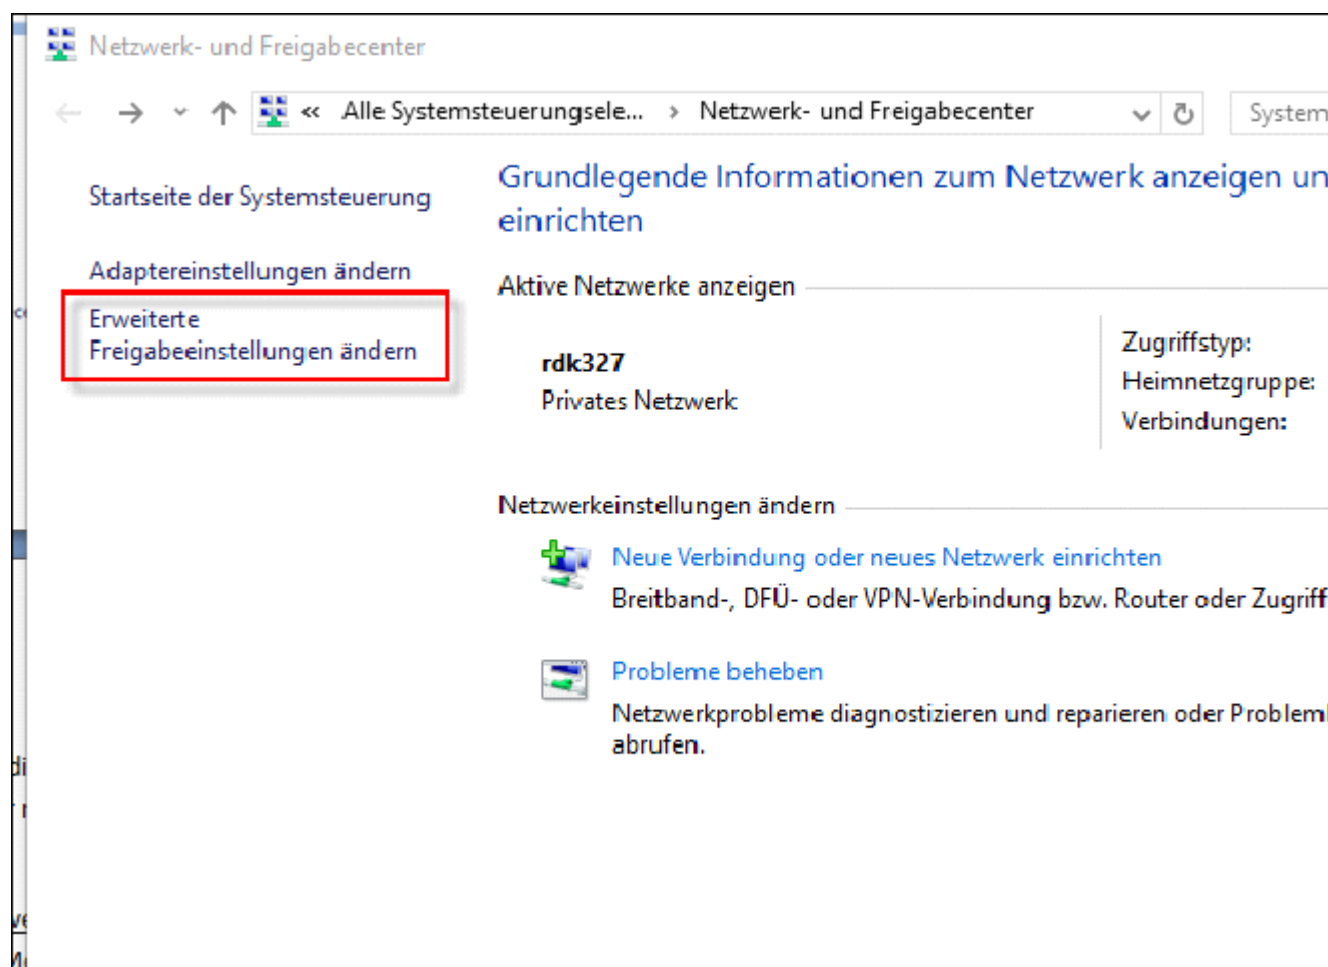 Netzwerk- und Freigabecenter
« Alle Systemsteuerungsele... > Netzwerk- und Freigabecenter
System
Startseite der Systemsteuerung
Adaptereinstellungen ändern
Erweiterte
Freigabeeinstellungen ändern
Grundlegende Informationen zum Netzwerk anzeigen un
einrichten
Aktive Netzwerke anzeigen
rdk327
Privates Netzwerk
Zugriffstyp:
Heimnetzgruppe:
Verbindungen:
Netzwerkeinstellungen ändern
Neue Verbindung oder neues Netzwerk einrichten
Breitband-, DFÜ- oder VPN-Verbindung bzw. Router oder Zugriff
Probleme beheben
Netzwerkprobleme diagnostizieren und reparieren oder Probleml
abrufen.